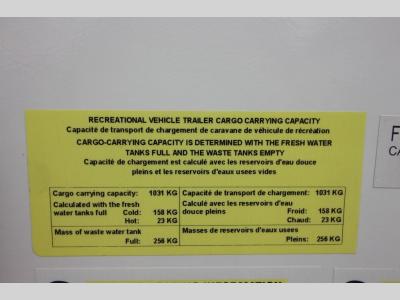 RECREATIONAL VEHICLE TRAILER CARGO CARRYING CAPACITY
Capacité de transport de chargement de caravane de véhicule de récréation
CARGO-CARRYING CAPACITY IS DETERMINED WITH THE FRESH WATER
TANKS FULL AND THE WASTE TANKS EMPTY
Capacité de chargement est calculé avec les reservoirs d'eau douce
pleins et les reservoirs d'eaux usees vides
Cargo carrying capacity: 1031 KG
Calculated with the fresh
water tanks full Cold: 158 KG
Hot: 23 KG
Mass of waste water tank
Full: 256 KG
Capacité de transport de chargement: 1031 KG
Calculé avec les reservoirs d'eau
douce pleins Froid: 158 KG
Chaud: 23 KG
Masses de reservoirs d'eaux usees
Pleins: 256 KG
F
CA
INFORMATION